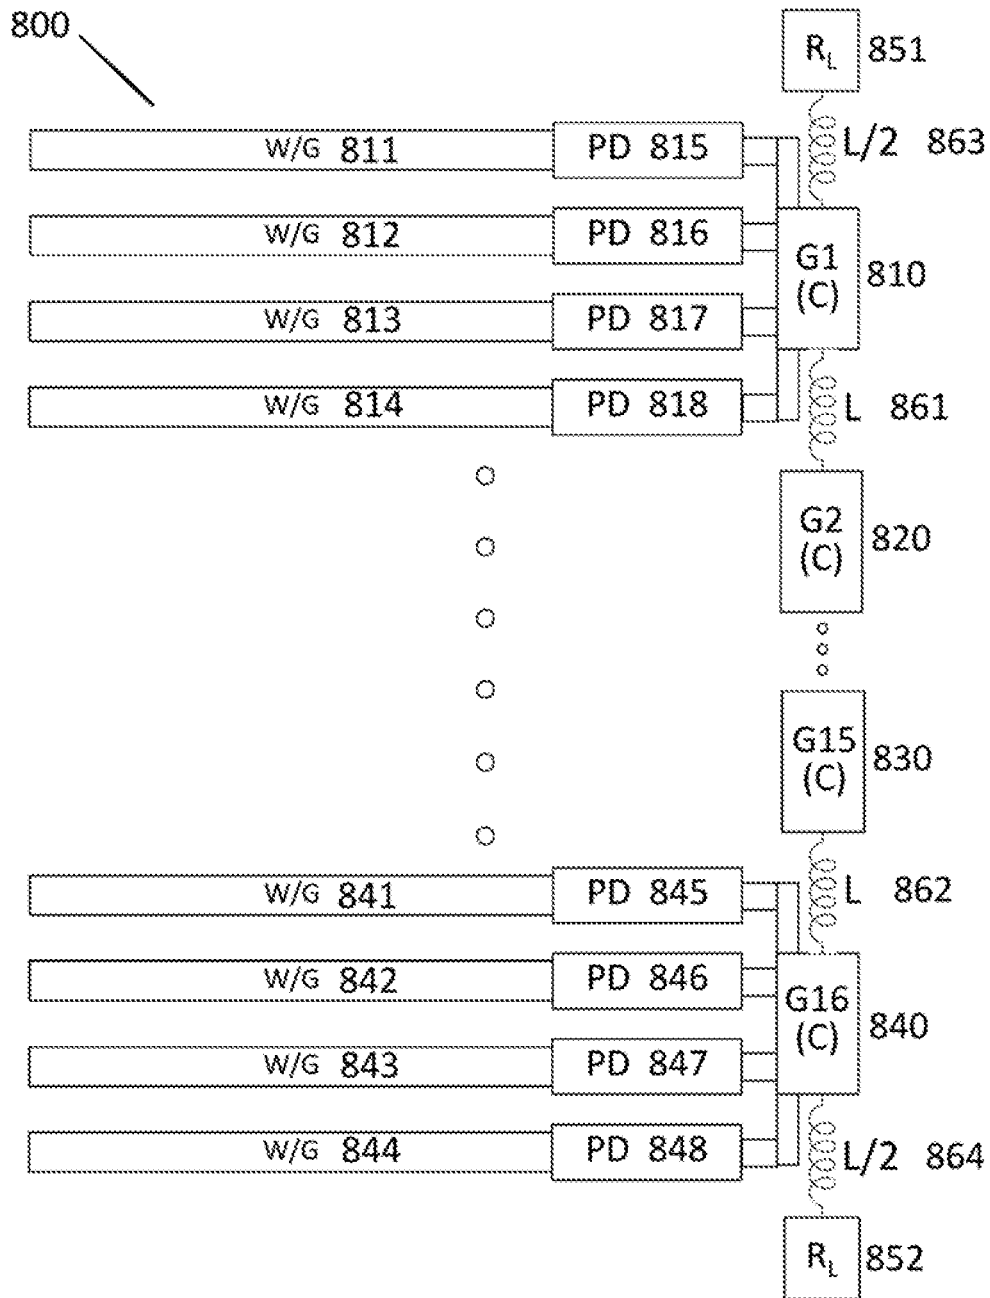 800
R_L 851
L/2 863
W/G 811 PD 815
W/G 812 PD 816
G1 (C) 810
W/G 813 PD 817
W/G 814 PD 818
L 861
G2 (C) 820
G15 (C) 830
L 862
W/G 841 PD 845
W/G 842 PD 846
G16 (C) 840
W/G 843 PD 847
W/G 844 PD 848
L/2 864
R_L 852